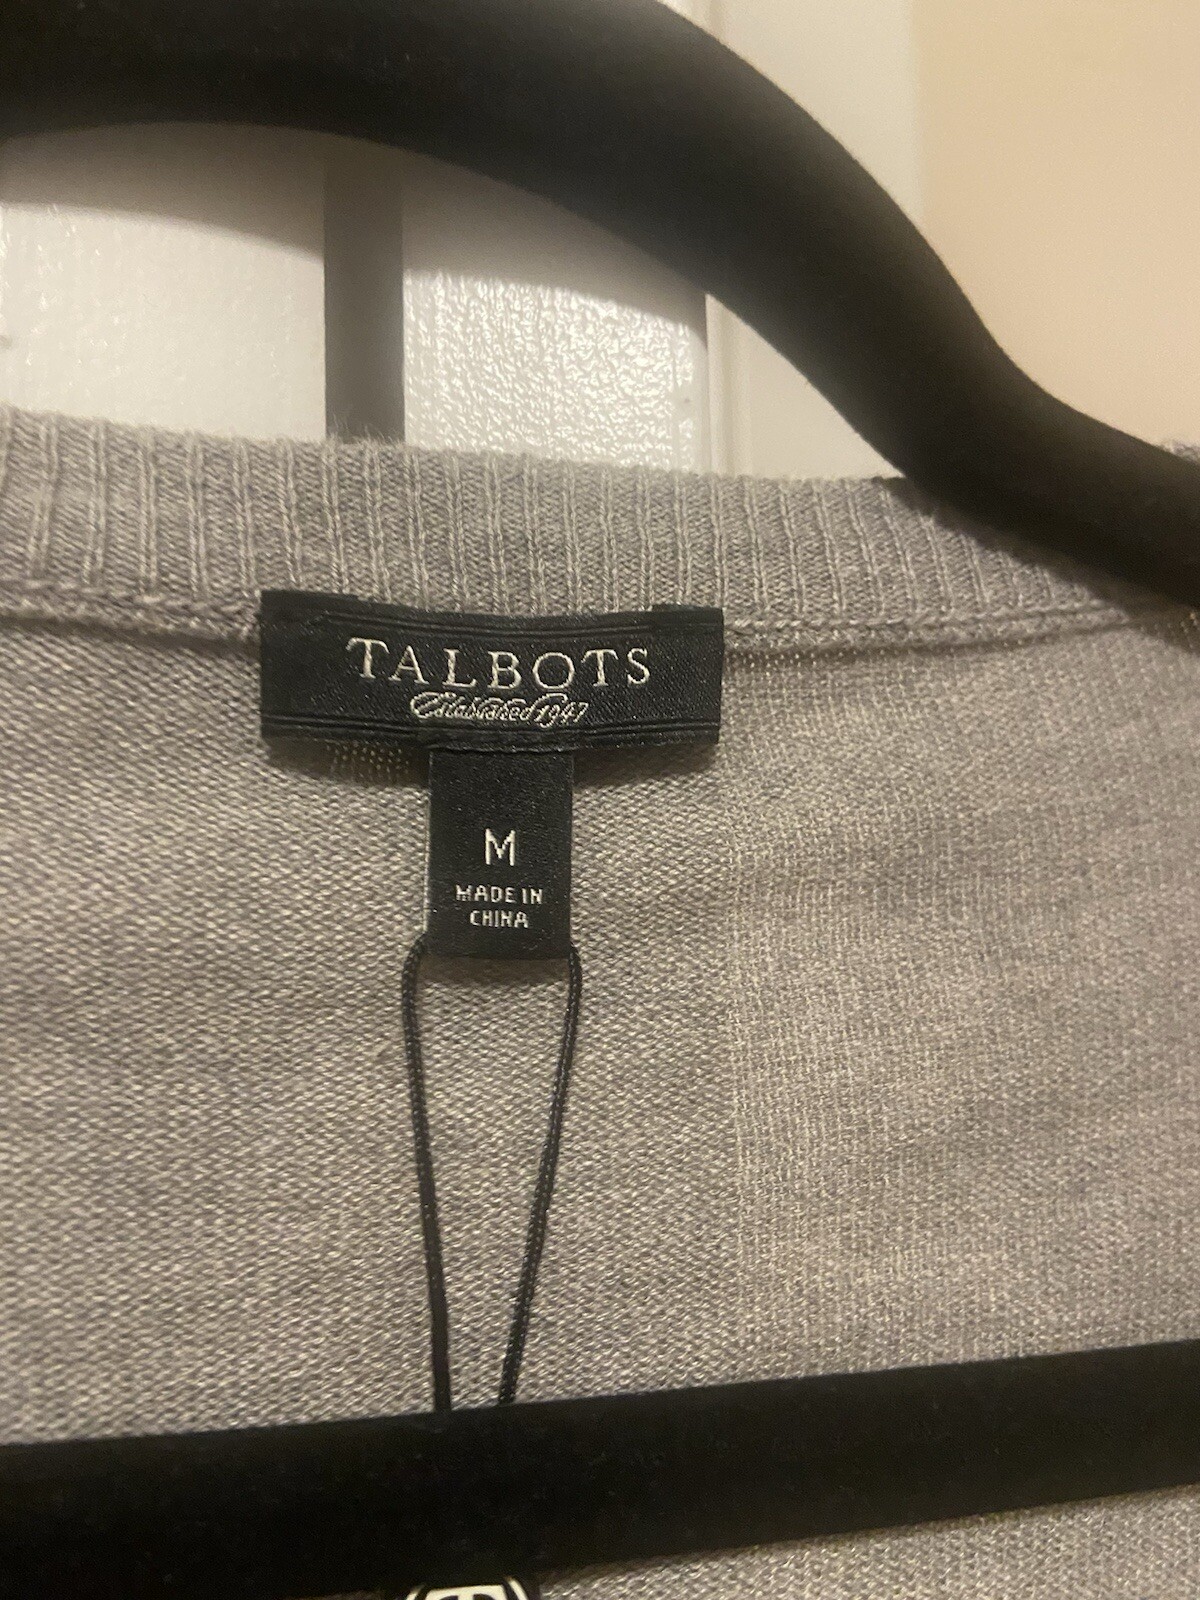 TALBOTS
Established 1947
M
MADE IN
CHINA